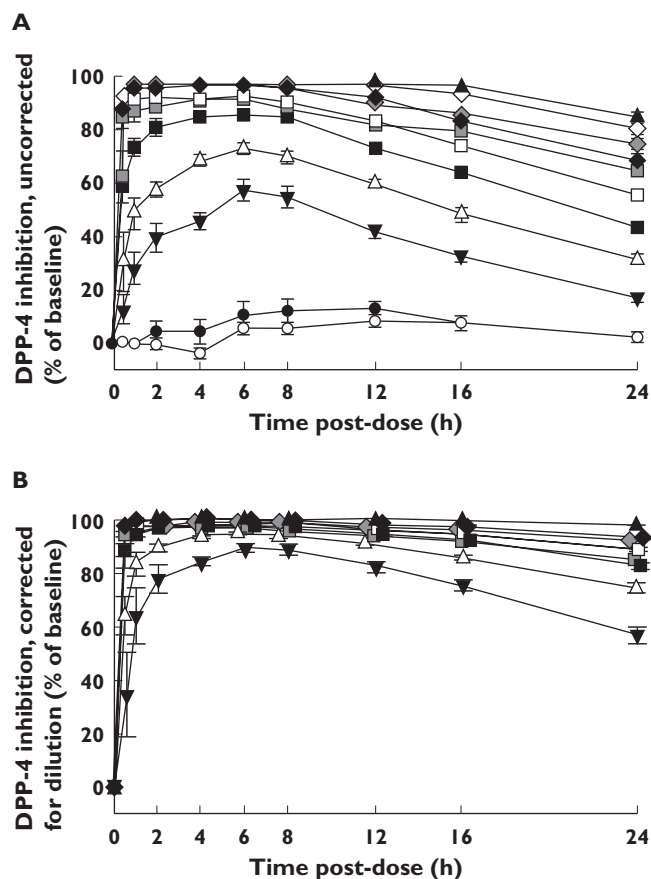 A
DPP-4 inhibition, uncorrected
(% of baseline)
100
80
60
40
20
0
0 2 4 6 8 12 16 24
Time post-dose (h)
B
DPP-4 inhibition, corrected
for dilution (% of baseline)
100
80
60
40
20
0
0 2 4 6 8 12 16 24
Time post-dose (h)